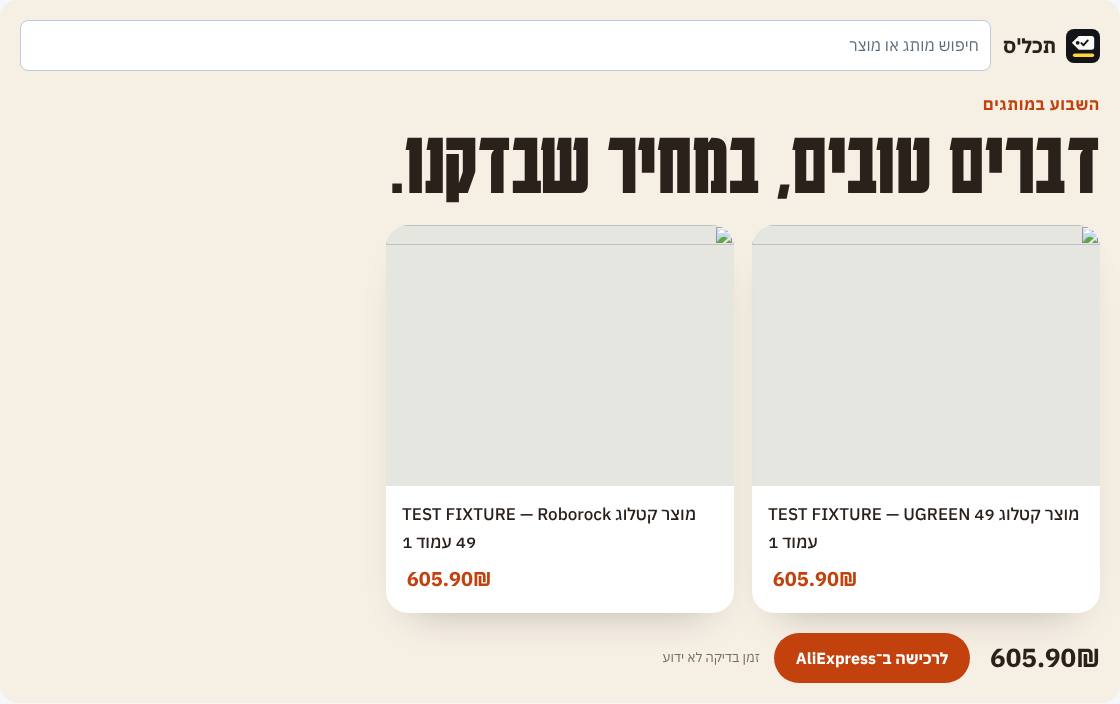 תכל'ס
חיפוש מותג או מוצר
השבוע במותגים
דברים טובים, במחיר שבדקנו.
TEST FIXTURE — UGREEN מוצר קטלוג 49
עמוד 1
₪605.90
TEST FIXTURE — Roborock מוצר קטלוג
49 עמוד 1
₪605.90
₪605.90
לרכישה ב־AliExpress
זמן בדיקה לא ידוע